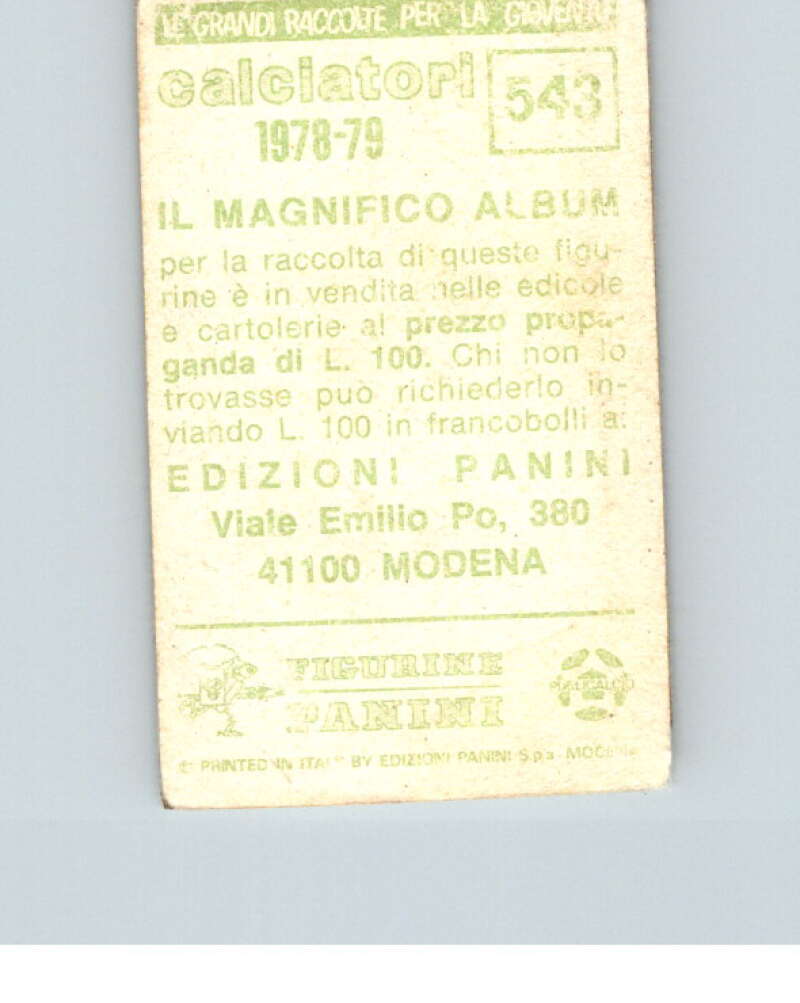 LE GRANDI RACCOLTE PER LA GIOVENTU
calciatori
543
1978-79
IL MAGNIFICO ALBUM
per la raccolta di queste figu-
rine è in vendita nelle edicole
e cartolerie al prezzo propa-
ganda di L. 100. Chi non lo
trovasse può richiederlo in-
viando L. 100 in francobolli a:
EDIZIONI PANINI
Viale Emilio Po, 380
41100 MODENA
FIGURINE
PANINI
PRINTED IN ITALY BY EDIZIONI PANINI S.p.a. MODENA